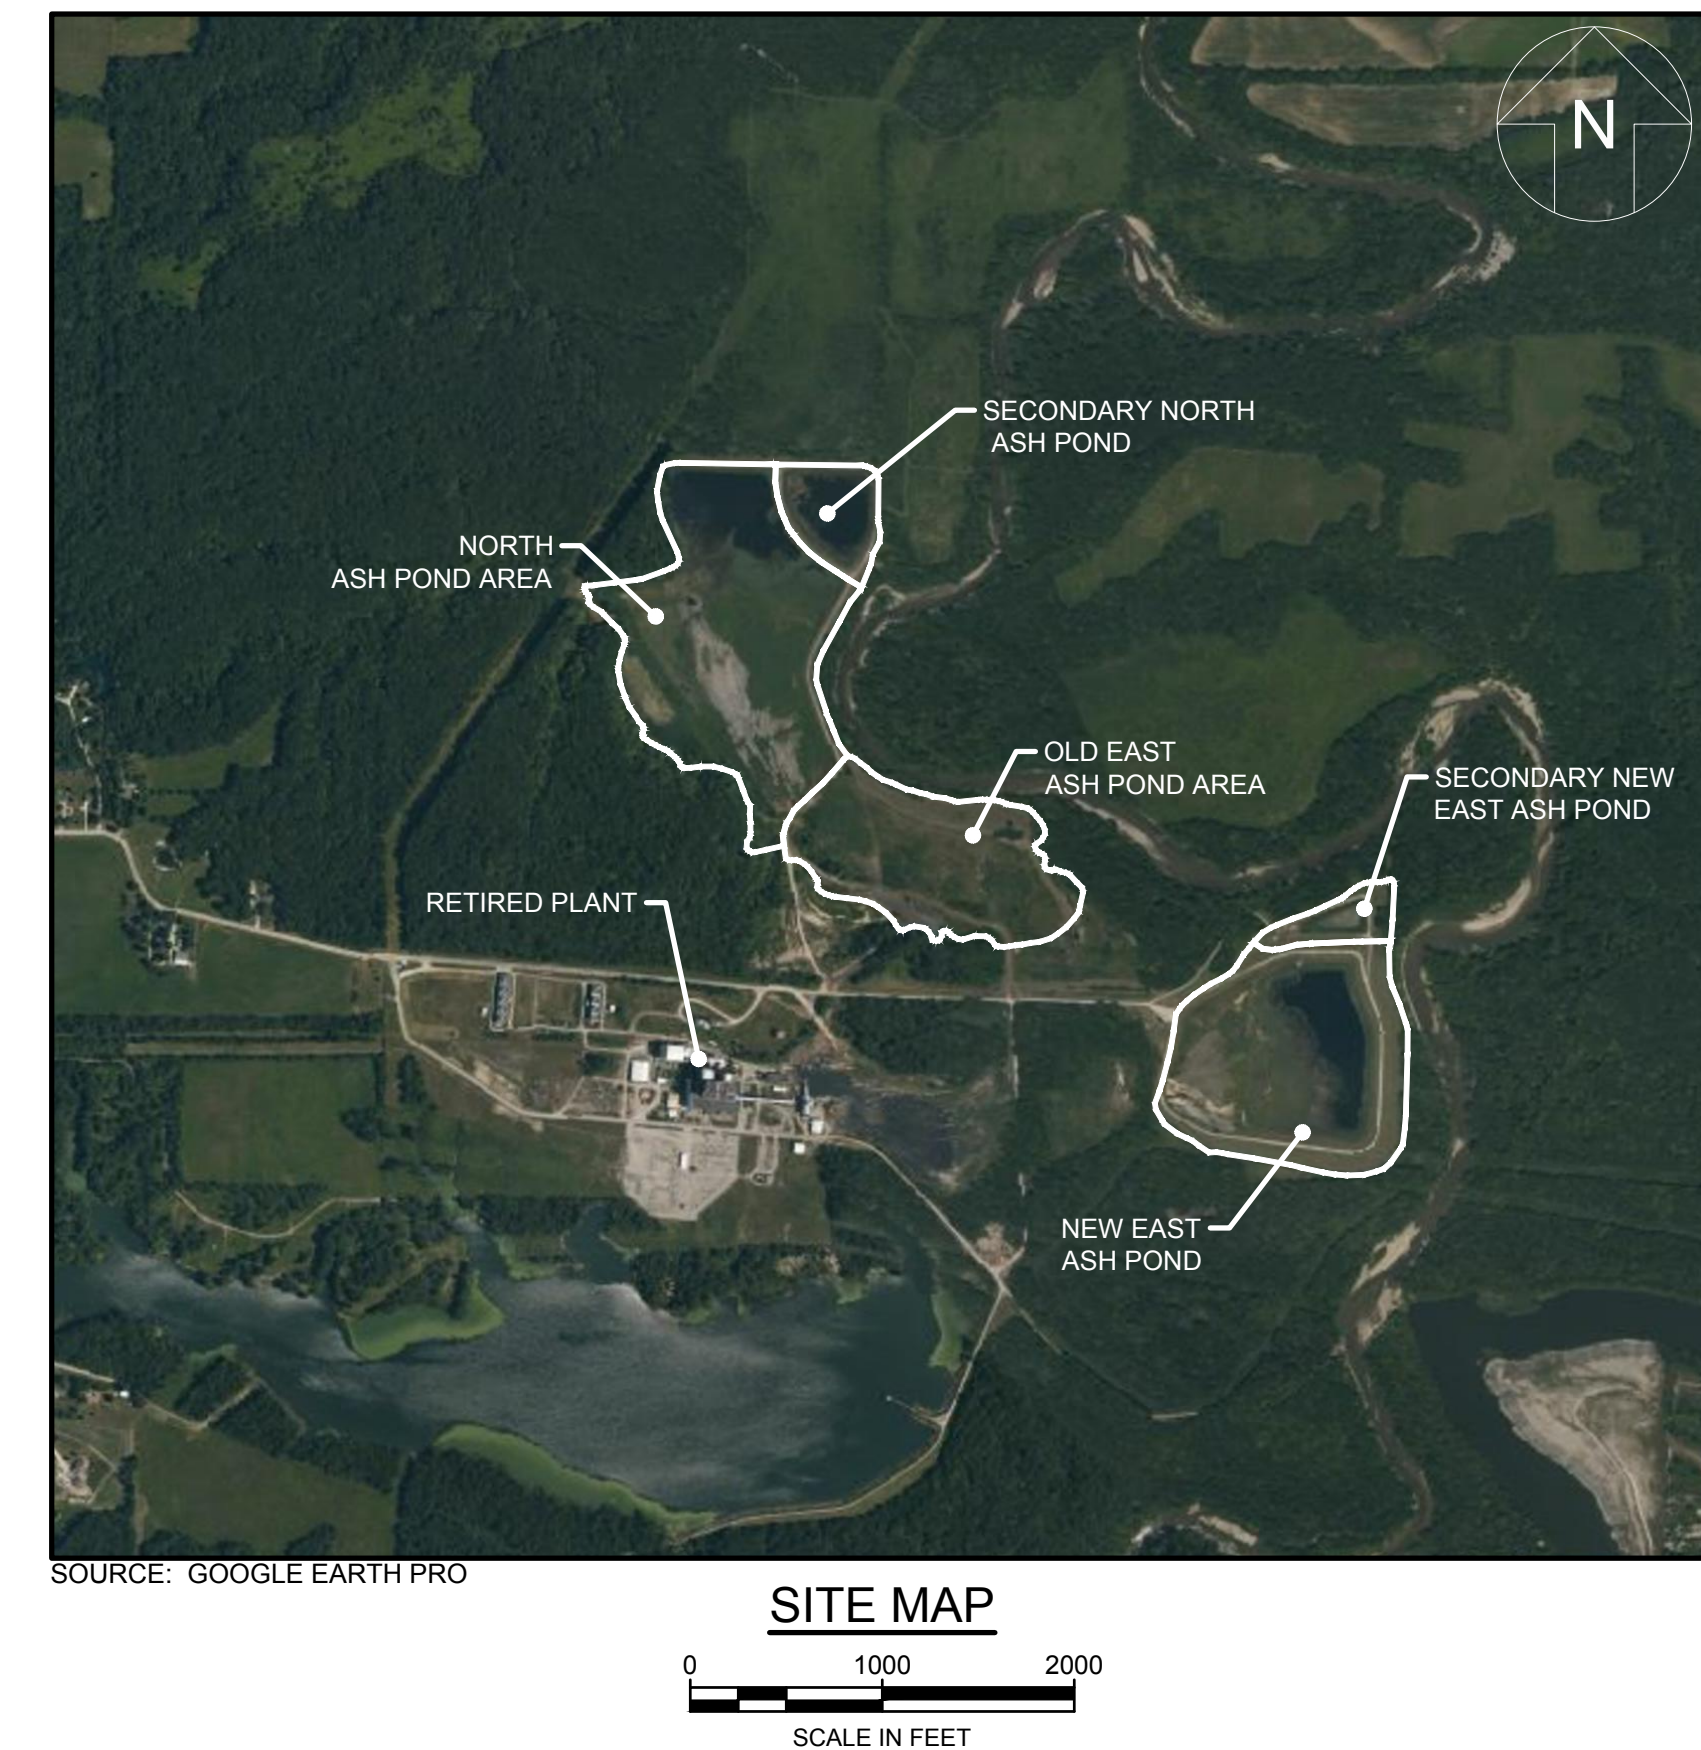 N
SECONDARY NORTH
ASH POND
NORTH
ASH POND AREA
OLD EAST
ASH POND AREA
SECONDARY NEW
EAST ASH POND
RETIRED PLANT
NEW EAST
ASH POND
SOURCE: GOOGLE EARTH PRO
SITE MAP
0 1000 2000
SCALE IN FEET